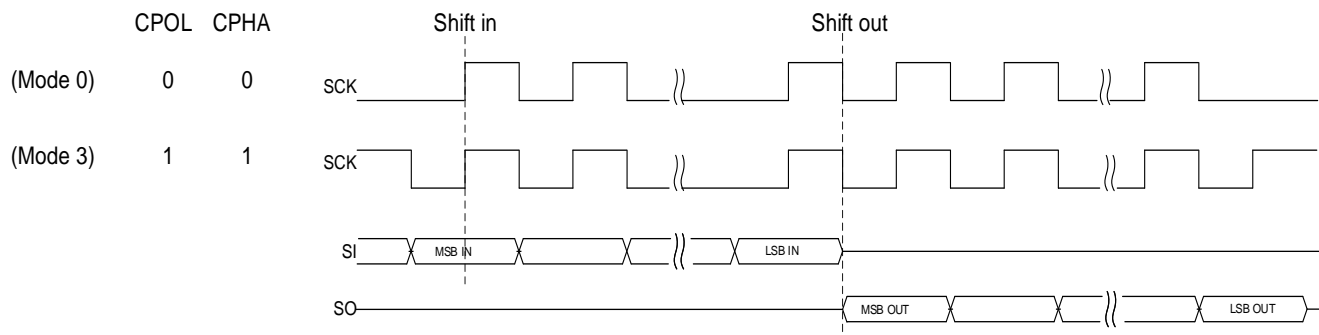 CPOL CPHA Shift in Shift out
(Mode 0) 0 0 SCK
(Mode 3) 1 1 SCK
SI MSB IN LSB IN
SO MSB OUT LSB OUT